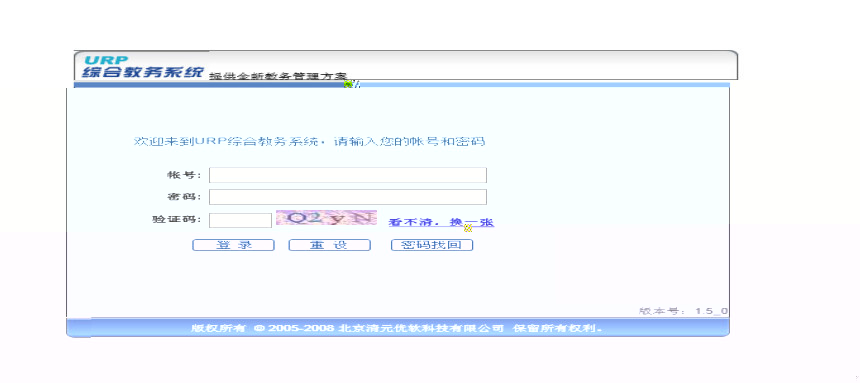 URP
综合教务系统 提供全新教务管理方案
欢迎来到URP综合教务系统，请输入您的帐号和密码
帐号:
密码:
验证码: Q2yN 看不清，换一张
登 录 重 设 密码找回
版本号: 1.5_0
版权所有 © 2005-2008 北京清元优软科技有限公司 保留所有权利。